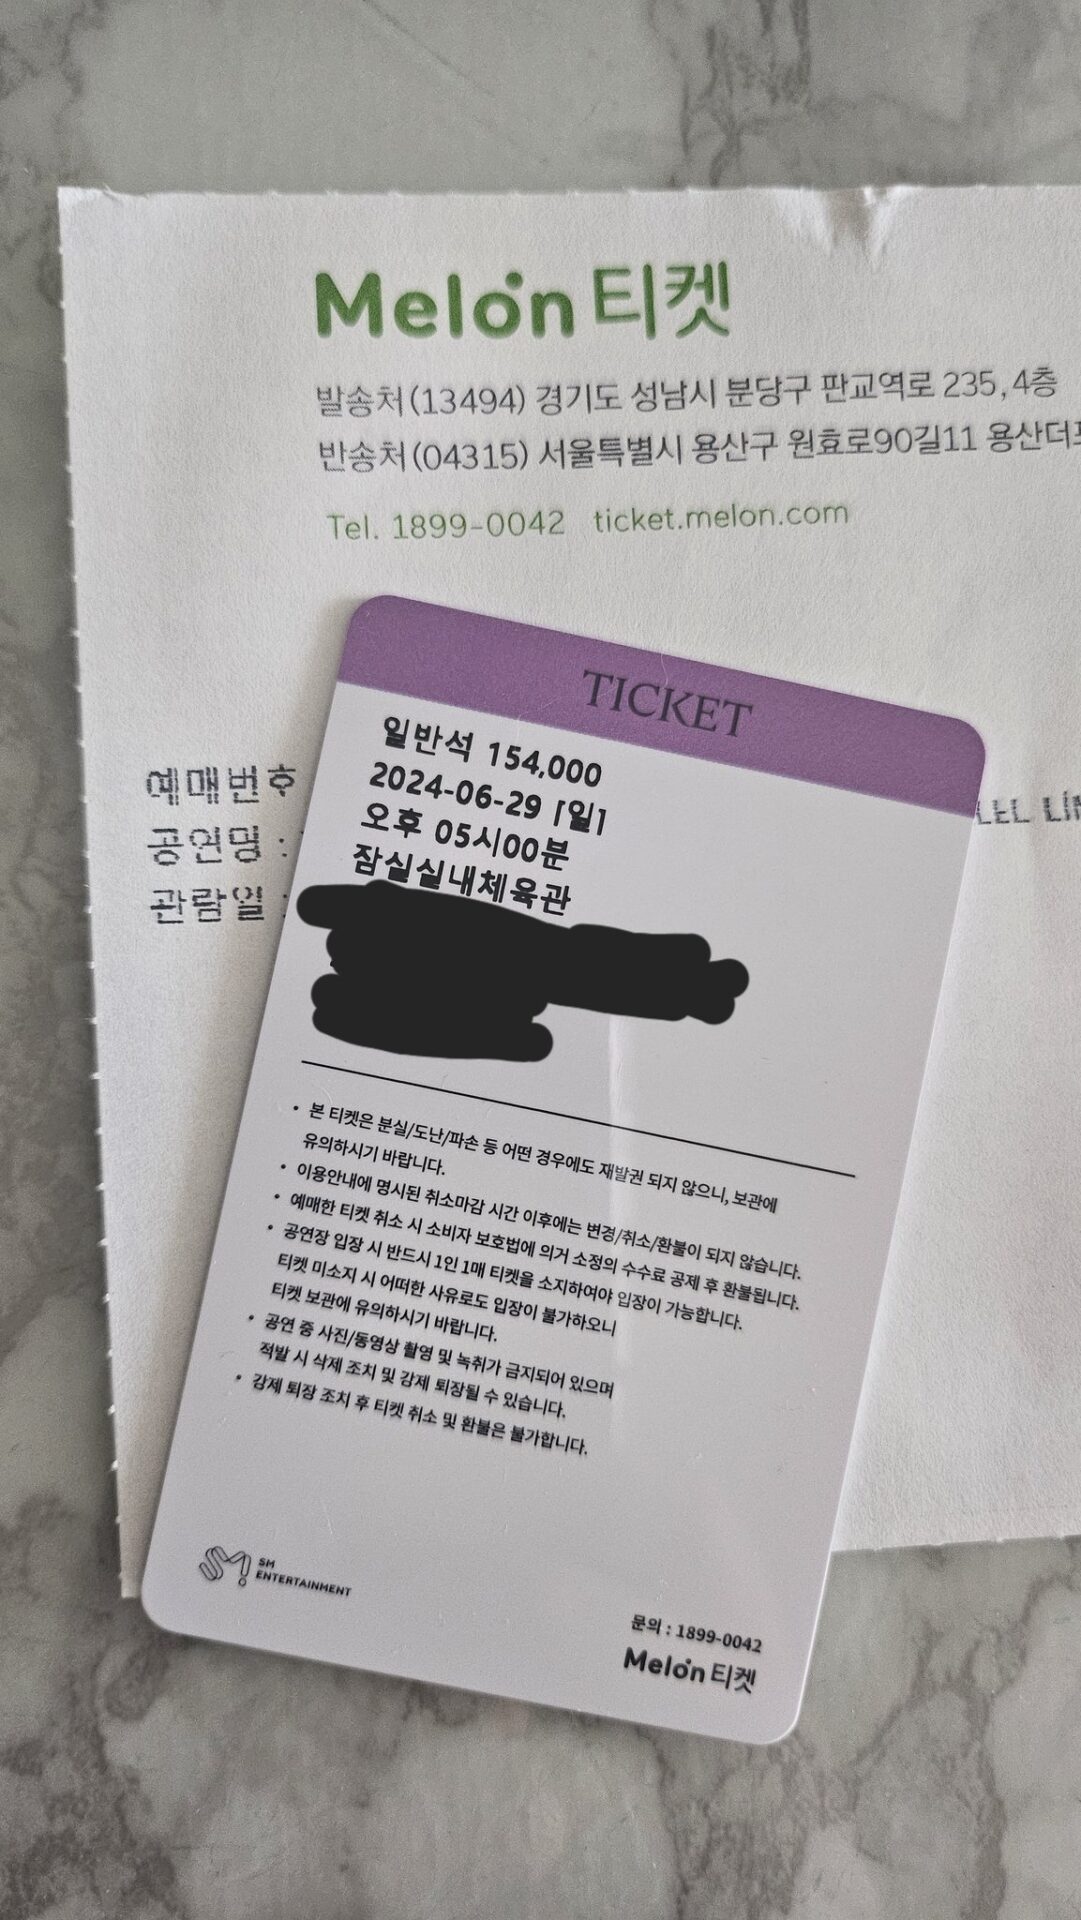 Melon 티켓
발송처(13494) 경기도 성남시 분당구 판교역로 235, 4층
반송처(04315) 서울특별시 용산구 원효로90길11 용산더
Tel. 1899-0042 ticket.melon.com
예매번호
공연명 :
관람일 :
TICKET
일반석 154,000
2024-06-29 [일]
오후 05시00분
잠실실내체육관
• 본 티켓은 분실/도난/파손 등 어떤 경우에도 재발권 되지 않으니, 보관에
유의하시기 바랍니다.
• 이용안내에 명시된 취소마감 시간 이후에는 변경/취소/환불이 되지 않습니다.
• 예매한 티켓 취소 시 소비자 보호법에 의거 소정의 수수료 공제 후 환불됩니다.
• 공연장 입장 시 반드시 1인 1매 티켓을 소지하여야 입장이 가능합니다.
티켓 미소지 시 어떠한 사유로도 입장이 불가하오니
티켓 보관에 유의하시기 바랍니다.
• 공연 중 사진/동영상 촬영 및 녹취가 금지되어 있으며
적발 시 삭제 조치 및 강제 퇴장될 수 있습니다.
• 강제 퇴장 조치 후 티켓 취소 및 환불은 불가합니다.
SM
ENTERTAINMENT
문의 : 1899-0042
Melon 티켓